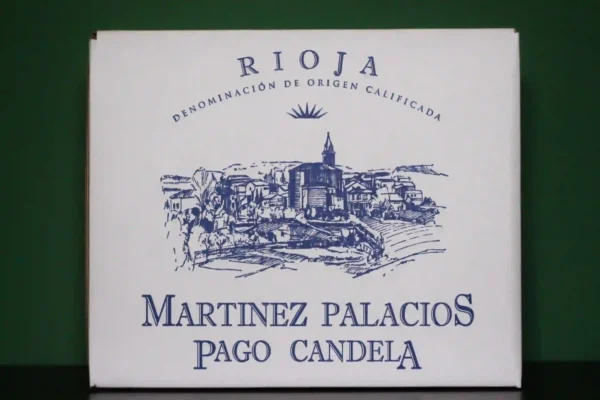 RIOJA
DENOMINACIÓN DE ORIGEN CALIFICADA
MARTINEZ PALACIOS
PAGO CANDELA